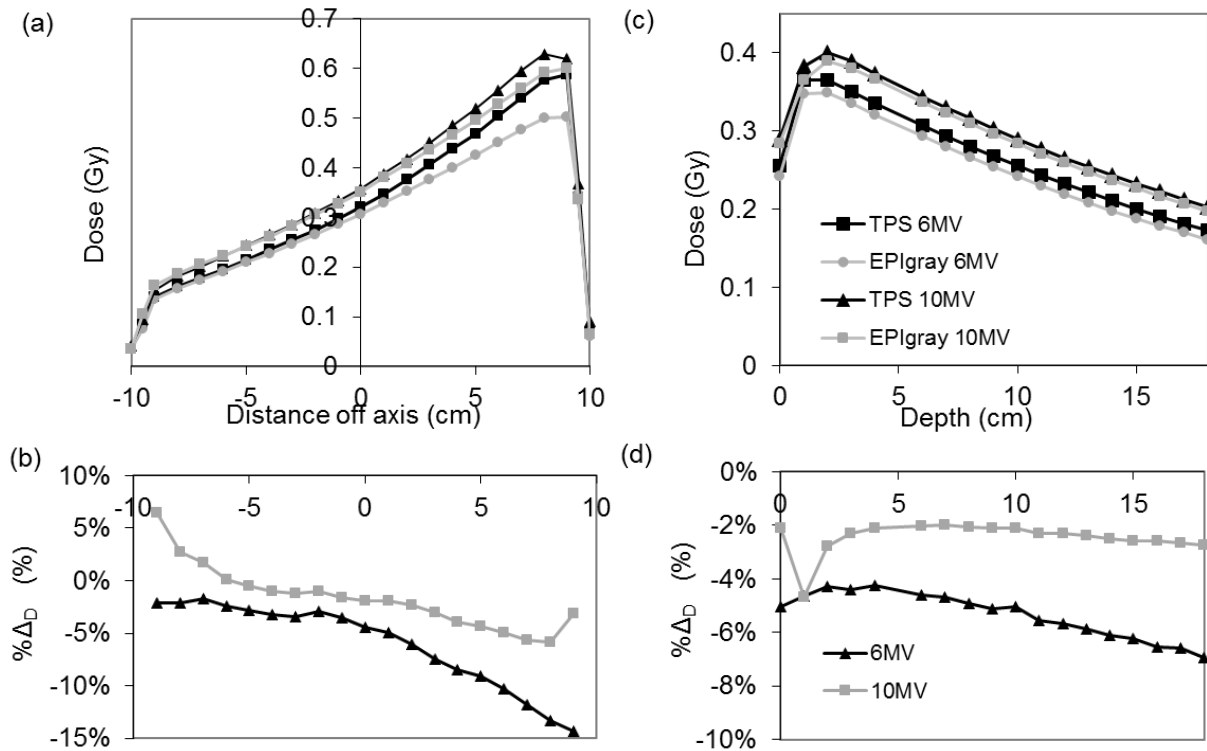 (a)
0.7
0.6
0.5
0.4
0.3
0.2
0.1
0
Dose (Gy)
-10 -5 0 5 10
Distance off axis (cm)
(c)
0.4
0.3
0.2
0.1
0
Dose (Gy)
TPS 6MV
EPIgray 6MV
TPS 10MV
EPIgray 10MV
0 5 10 15
Depth (cm)
(b)
10%
5%
0%
-5%
-10%
-15%
%ΔD (%)
-10 -5 0 5 10
(d)
0%
-2%
-4%
-6%
-8%
-10%
%ΔD (%)
0 5 10 15
6MV
10MV